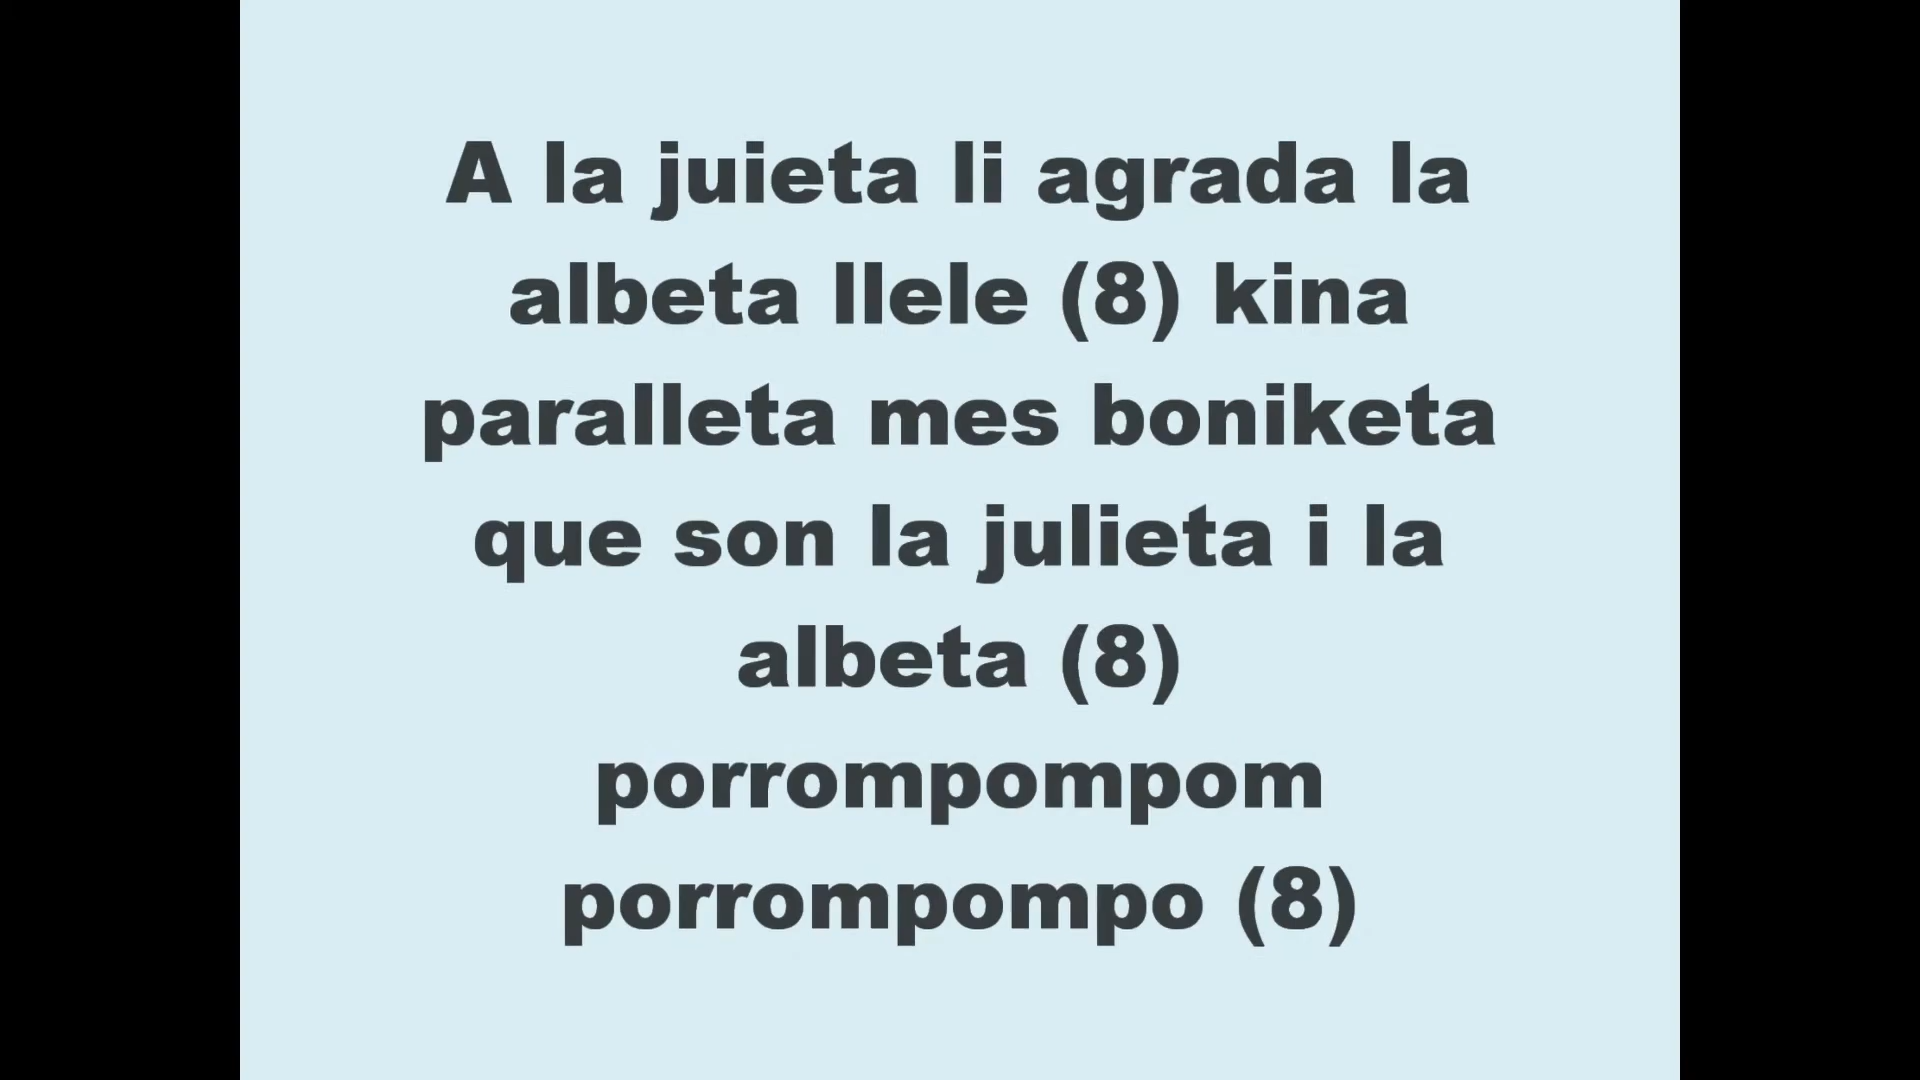 A la juieta li agrada la
albeta llele (8) kina
paralleta mes boniketa
que son la julieta i la
albeta (8)
porrompompom
porrompompo (8)